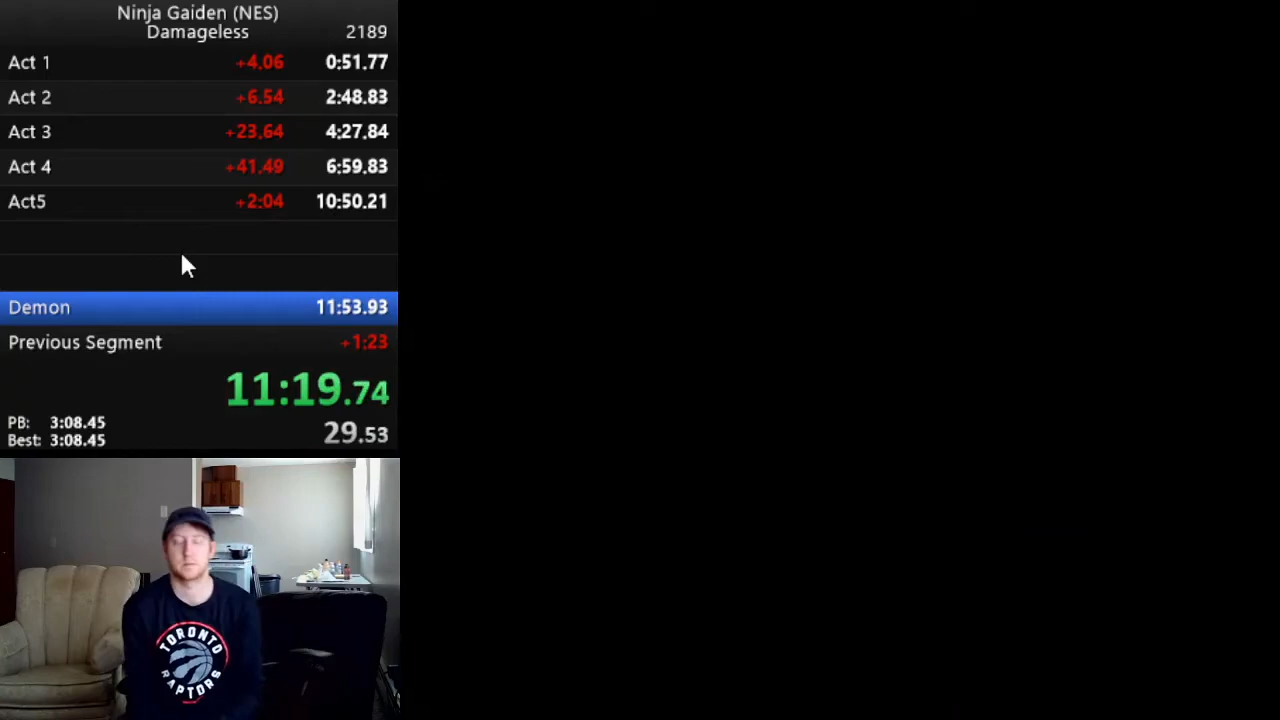 Ninja Gaiden (NES)
Damageless 2189
Act 1 +4.06 0:51.77
Act 2 +6.54 2:48.83
Act 3 +23.64 4:27.84
Act 4 +41.49 6:59.83
Act5 +2:04 10:50.21
Demon 11:53.93
Previous Segment +1:23
11:19.74
PB: 3:08.45
Best: 3:08.45
29.53
TORONTO
RAPTORS